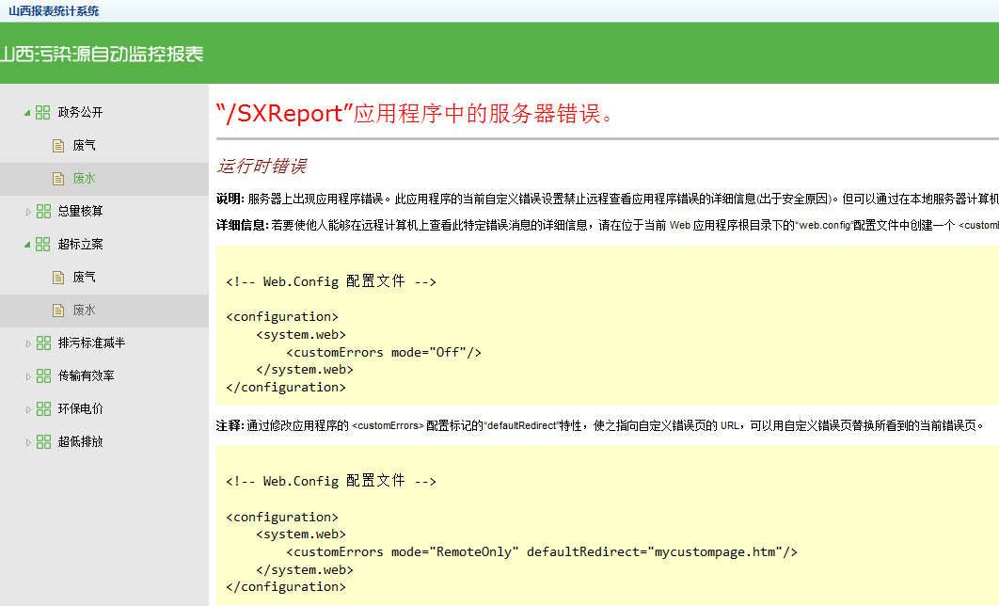 山西报表统计系统
山西污染源自动监控报表
政务公开
废气
废水
总量核算
超标立案
废气
废水
排污标准减半
传输有效率
环保电价
超低排放
“/SXReport”应用程序中的服务器错误。
运行时错误
说明: 服务器上出现应用程序错误。此应用程序的当前自定义错误设置禁止远程查看应用程序错误的详细信息(出于安全原因)。但可以通过在本地服务器计算机
详细信息: 若要使他人能够在远程计算机上查看此特定错误消息的详细信息，请在位于当前 Web 应用程序根目录下的“web.config”配置文件中创建一个 <custom
<!-- Web.Config 配置文件 -->
<configuration>
<system.web>
<customErrors mode="Off"/>
</system.web>
</configuration>
注释: 通过修改应用程序的 <customErrors> 配置标记的“defaultRedirect”特性，使之指向自定义错误页的 URL，可以用自定义错误页替换所看到的当前错误页。
<!-- Web.Config 配置文件 -->
<configuration>
<system.web>
<customErrors mode="RemoteOnly" defaultRedirect="mycustompage.htm"/>
</system.web>
</configuration>